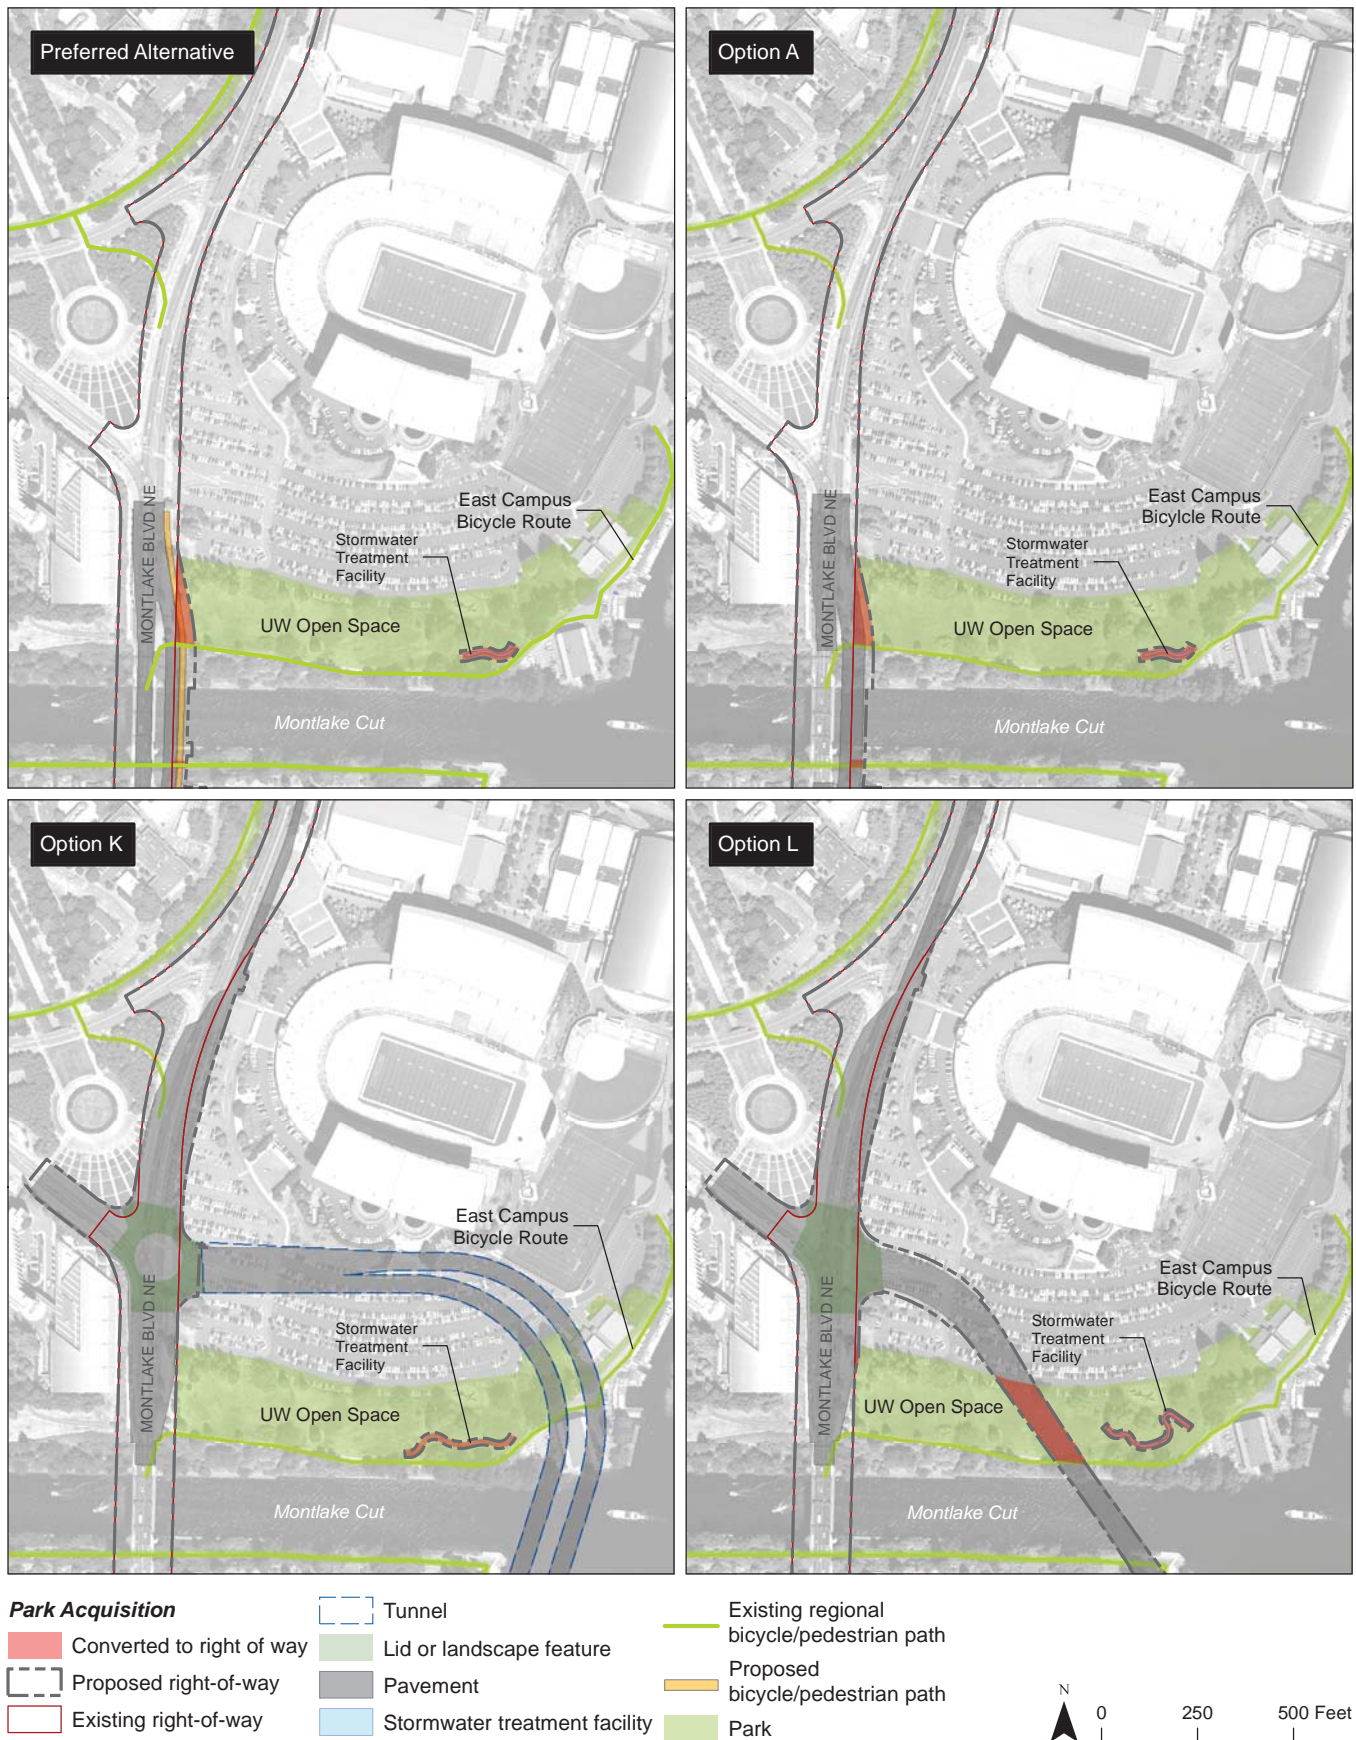 Preferred Alternative
MONTLAKE BLVD NE
East Campus
Bicycle Route
Stormwater
Treatment
Facility
UW Open Space
Montlake Cut
Option A
MONTLAKE BLVD NE
East Campus
Bicylcle Route
Stormwater
Treatment
Facility
UW Open Space
Montlake Cut
Option K
MONTLAKE BLVD NE
East Campus
Bicycle Route
Stormwater
Treatment
Facility
UW Open Space
Montlake Cut
Option L
MONTLAKE BLVD NE
East Campus
Bicycle Route
Stormwater
Treatment
Facility
UW Open Space
Montlake Cut
Park Acquisition
Converted to right of way
Proposed right-of-way
Existing right-of-way
Tunnel
Lid or landscape feature
Pavement
Stormwater treatment facility
Existing regional
bicycle/pedestrian path
Proposed
bicycle/pedestrian path
Park
N
0 250 500 Feet